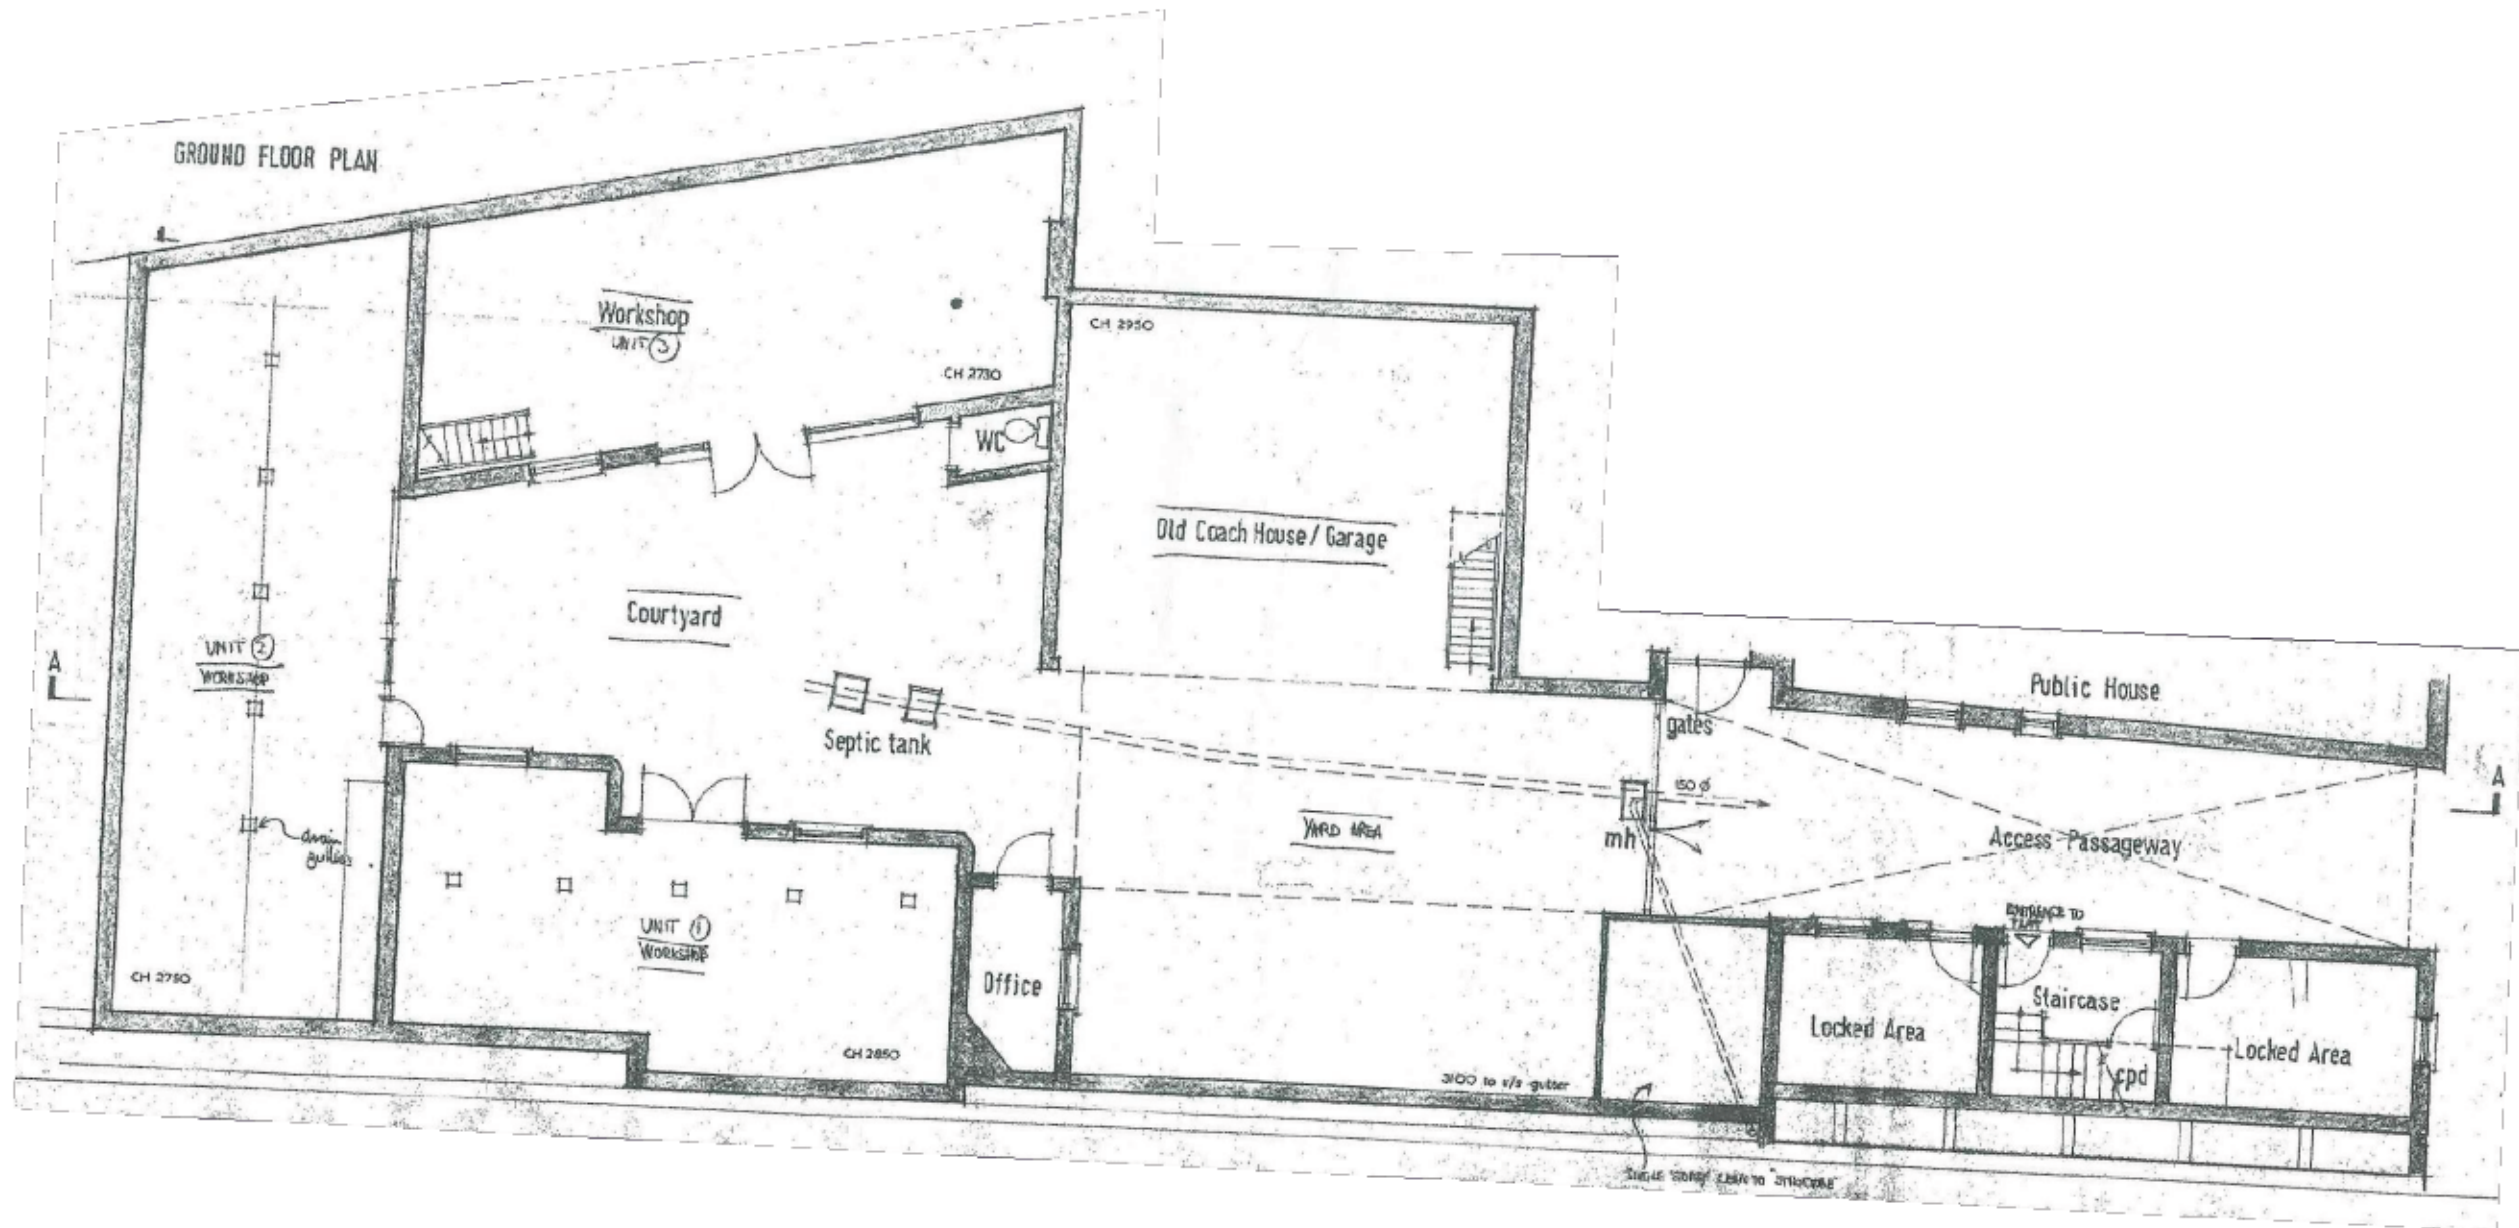 GROUND FLOOR PLAN
Workshop
UNIT 3
CH 2730
CH 2950
WC
Old Coach House / Garage
Courtyard
UNIT 2
WORKSHOP
A
Septic tank
gates
Public House
A
150 Ø
mh
YARD AREA
Access Passageway
drain
gullies
UNIT 1
WORKSHOP
ENTRANCE TO
FLAT
Office
Staircase
Locked Area
Locked Area
cpd
CH 2750
CH 2850
3100 to u/s gutter
SINGLE STOREY LEAN TO